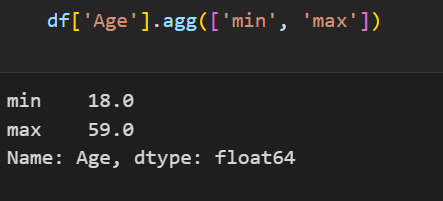 df['Age'].agg(['min', 'max'])
min    18.0
max    59.0
Name: Age, dtype: float64